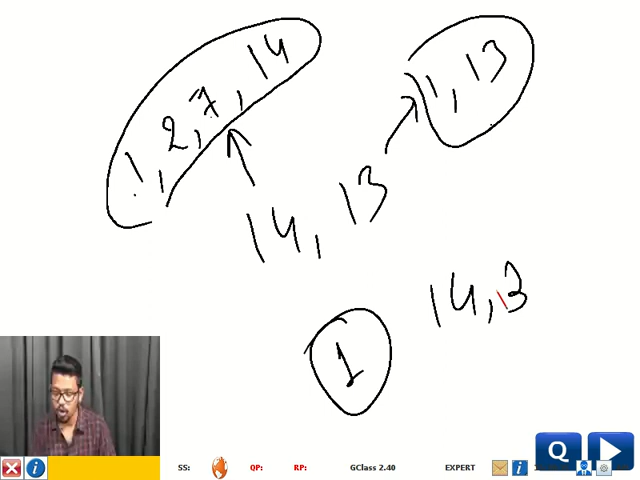 1, 2, 7, 14
1, 13
14, 13
14, 13
1
Q
SS: QP: RP: GClass 2.40 EXPERT